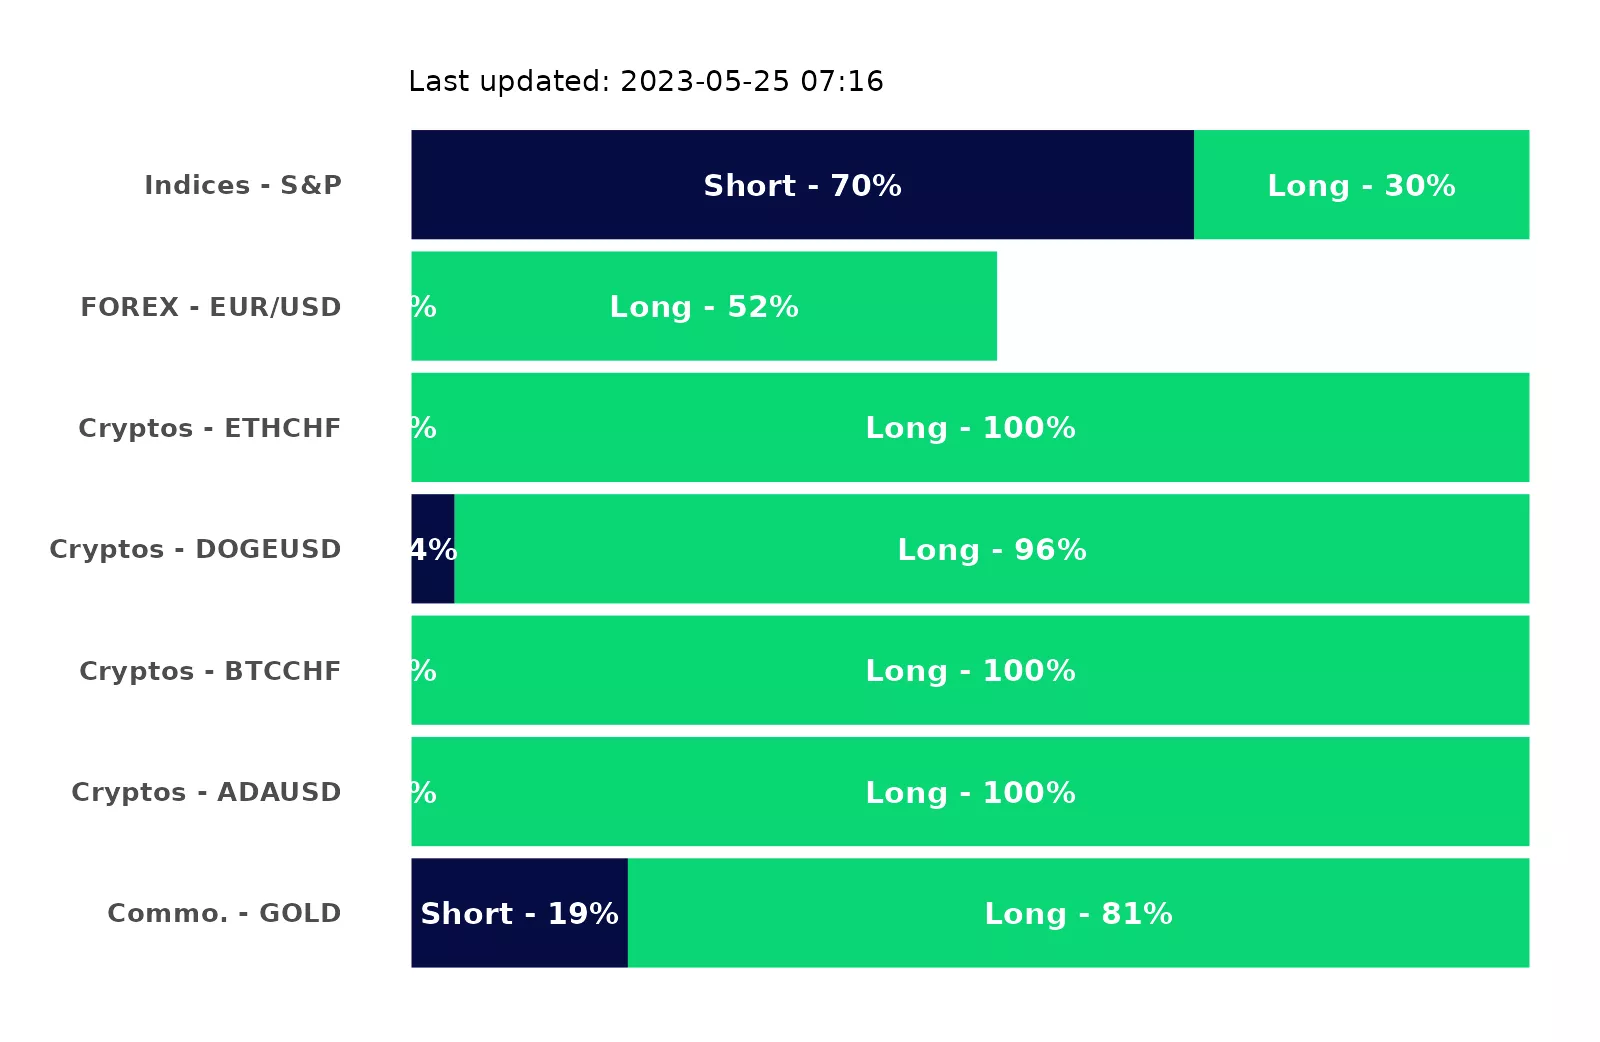 Last updated: 2023-05-25 07:16
Indices - S&P Short - 70% Long - 30%
FOREX - EUR/USD % Long - 52%
Cryptos - ETHCHF % Long - 100%
Cryptos - DOGEUSD 4% Long - 96%
Cryptos - BTCCHF % Long - 100%
Cryptos - ADAUSD % Long - 100%
Commo. - GOLD Short - 19% Long - 81%